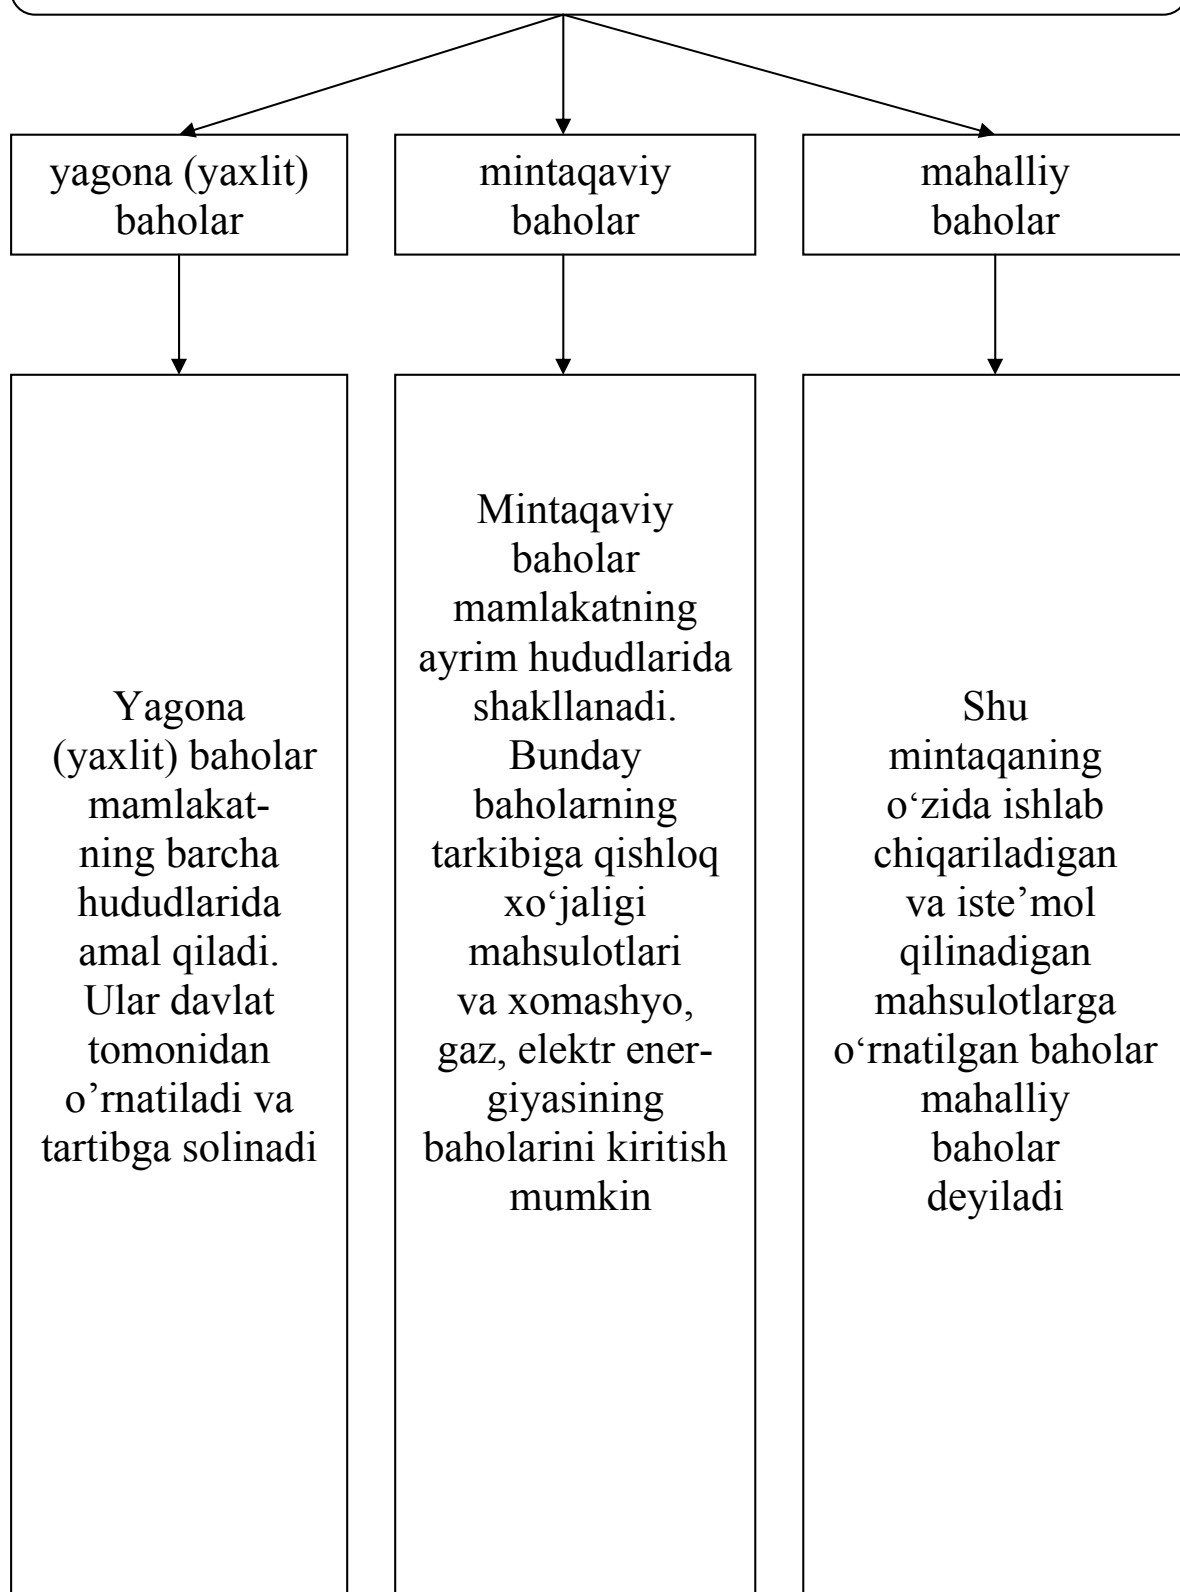 yagona (yaxlit)
baholar
mintaqaviy
baholar
mahalliy
baholar
Yagona
(yaxlit) baholar
mamlakat-
ning barcha
hududlarida
amal qiladi.
Ular davlat
tomonidan
o’rnatiladi va
tartibga solinadi
Mintaqaviy
baholar
mamlakatning
ayrim hududlarida
shakllanadi.
Bunday
baholarning
tarkibiga qishloq
xo‘jaligi
mahsulotlari
va xomashyo,
gaz, elektr ener-
giyasining
baholarini kiritish
mumkin
Shu
mintaqaning
o‘zida ishlab
chiqariladigan
va iste’mol
qilinadigan
mahsulotlarga
o‘rnatilgan baholar
mahalliy
baholar
deyiladi